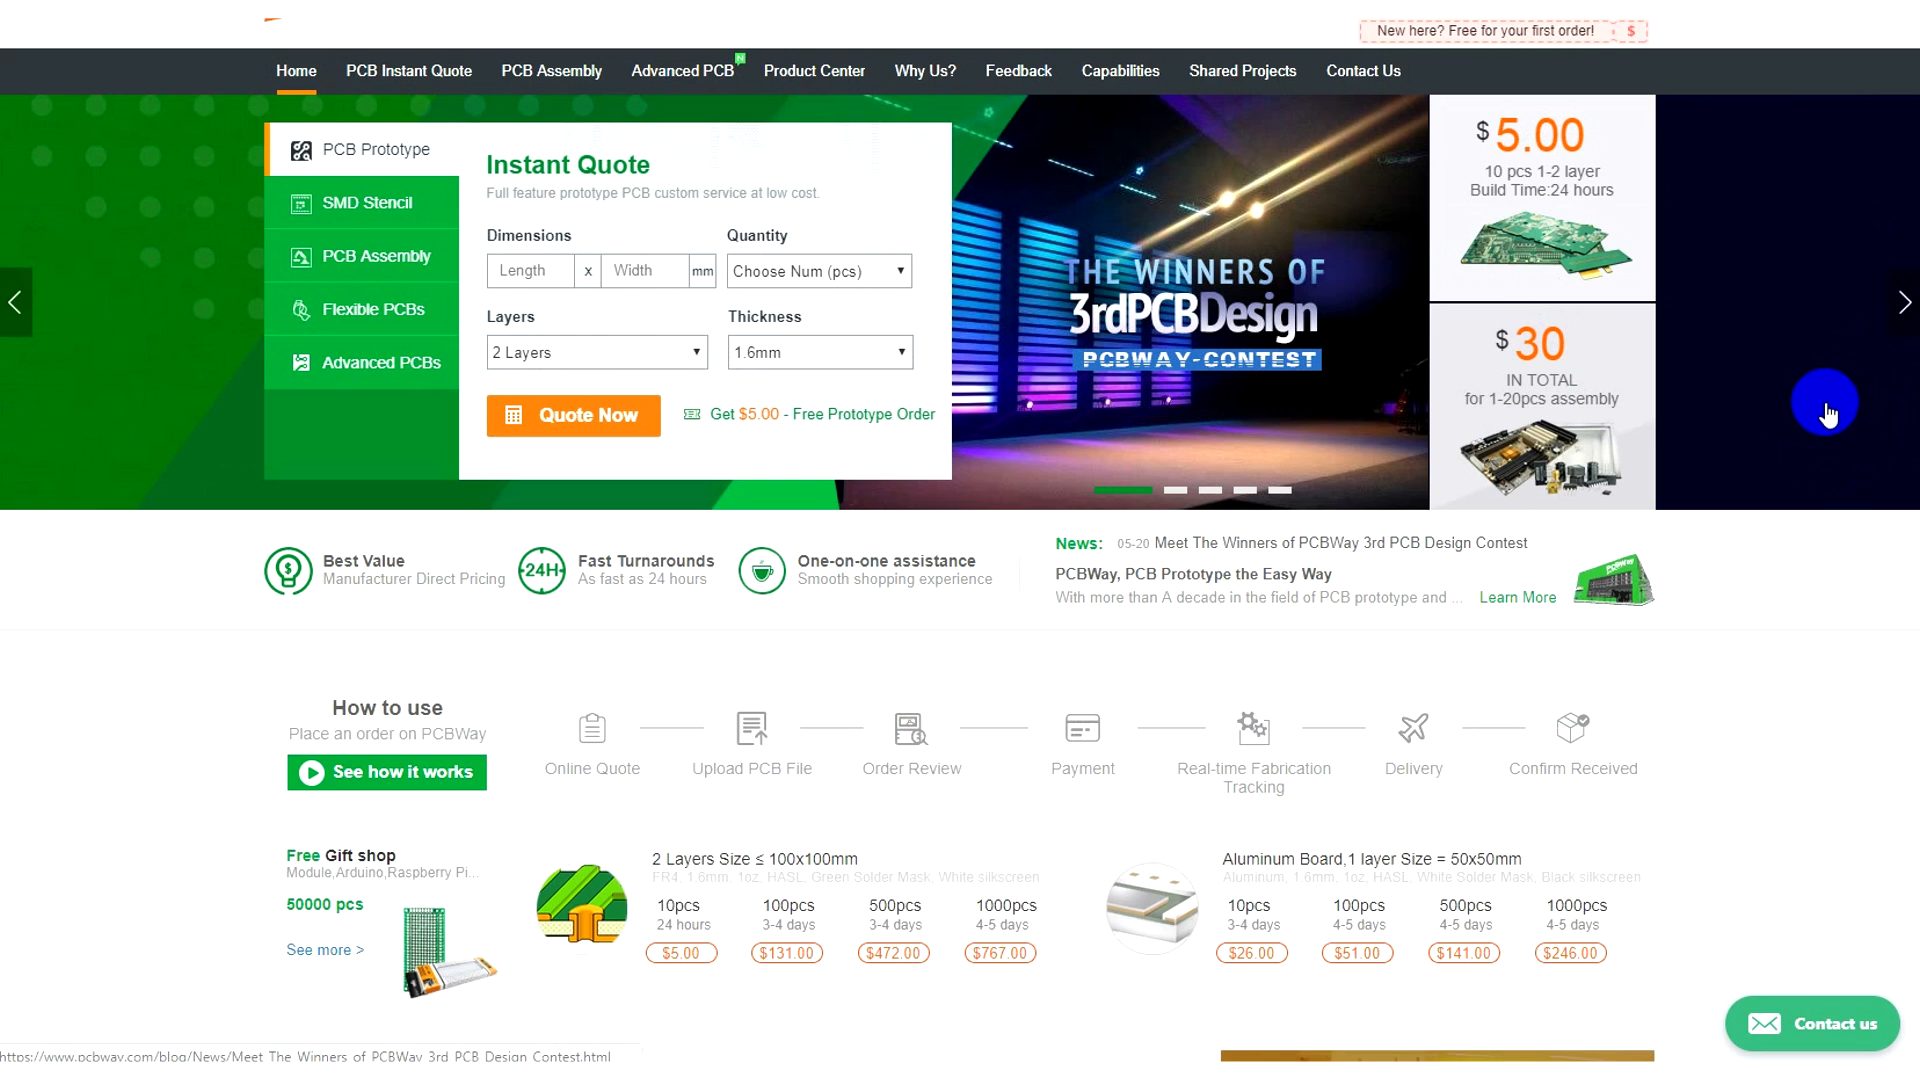 New here? Free for your first order! $
Home PCB Instant Quote PCB Assembly Advanced PCB N Product Center Why Us? Feedback Capabilities Shared Projects Contact Us
PCB Prototype
SMD Stencil
PCB Assembly
Flexible PCBs
Advanced PCBs
Instant Quote
Full feature prototype PCB custom service at low cost.
Dimensions Quantity
Length x Width mm Choose Num (pcs)
Layers Thickness
2 Layers 1.6mm
Quote Now Get $5.00 - Free Prototype Order
THE WINNERS OF
3rdPCBDesign
PCBWAY-CONTEST
$ 5.00
10 pcs 1-2 layer
Build Time:24 hours
$ 30
IN TOTAL
for 1-20pcs assembly
Best Value
Manufacturer Direct Pricing
24H
Fast Turnarounds
As fast as 24 hours
One-on-one assistance
Smooth shopping experience
News: 05-20 Meet The Winners of PCBWay 3rd PCB Design Contest
PCBWay, PCB Prototype the Easy Way
With more than A decade in the field of PCB prototype and ... Learn More
PCBWay
How to use
Place an order on PCBWay
See how it works
Online Quote
Upload PCB File
Order Review
Payment
Real-time Fabrication
Tracking
Delivery
Confirm Received
Free Gift shop
Module,Arduino,Raspberry Pi...
50000 pcs
See more >
2 Layers Size ≤ 100x100mm
FR4, 1.6mm, 1oz, HASL, Green Solder Mask, White silkscreen
10pcs 100pcs 500pcs 1000pcs
24 hours 3-4 days 3-4 days 4-5 days
$5.00 $131.00 $472.00 $767.00
Aluminum Board,1 layer Size = 50x50mm
Aluminum, 1.6mm, 1oz, HASL, White Solder Mask, Black silkscreen
10pcs 100pcs 500pcs 1000pcs
3-4 days 4-5 days 4-5 days 4-5 days
$26.00 $51.00 $141.00 $246.00
Contact us
https://www.pcbway.com/blog/News/Meet_The_Winners_of_PCBWay_3rd_PCB_Design_Contest.html